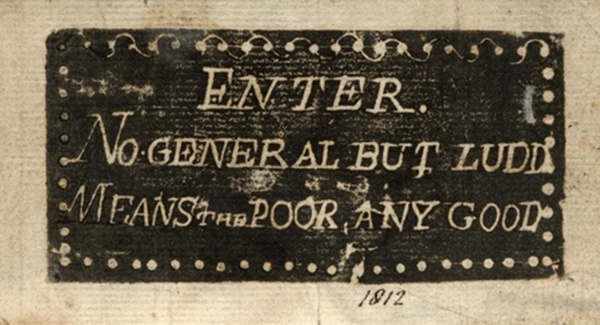 ENTER.
NO GENERAL BUT LUDD
MEANS THE POOR ANY GOOD
1812